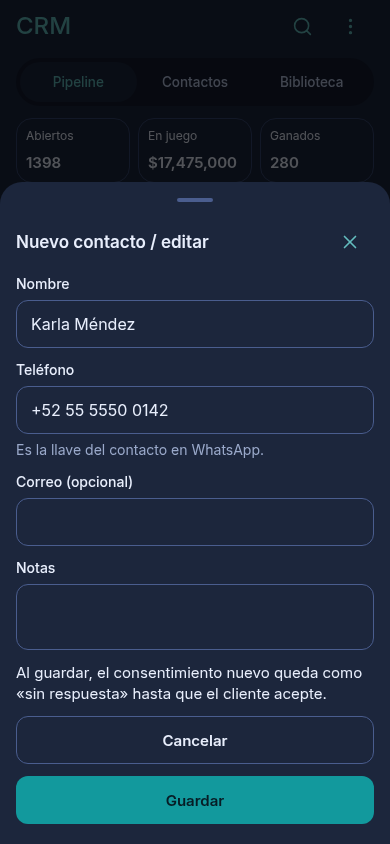 CRM
Pipeline
Contactos
Biblioteca
Abiertos
En juego
Ganados
1398
$17,475,000
280
Nuevo contacto / editar
Nombre
Karla Méndez
Teléfono
+52 55 5550 0142
Es la llave del contacto en WhatsApp.
Correo (opcional)
Notas
Al guardar, el consentimiento nuevo queda como
«sin respuesta» hasta que el cliente acepte.
Cancelar
Guardar